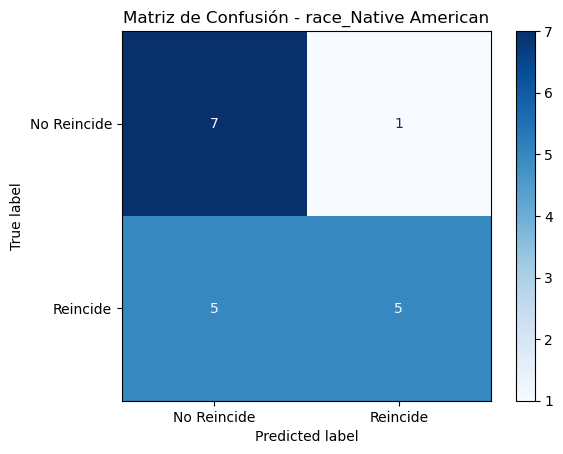 Matriz de Confusión - race_Native American
True label
No Reincide
7
1
Reincide
5
5
No Reincide
Reincide
Predicted label
7
6
5
4
3
2
1